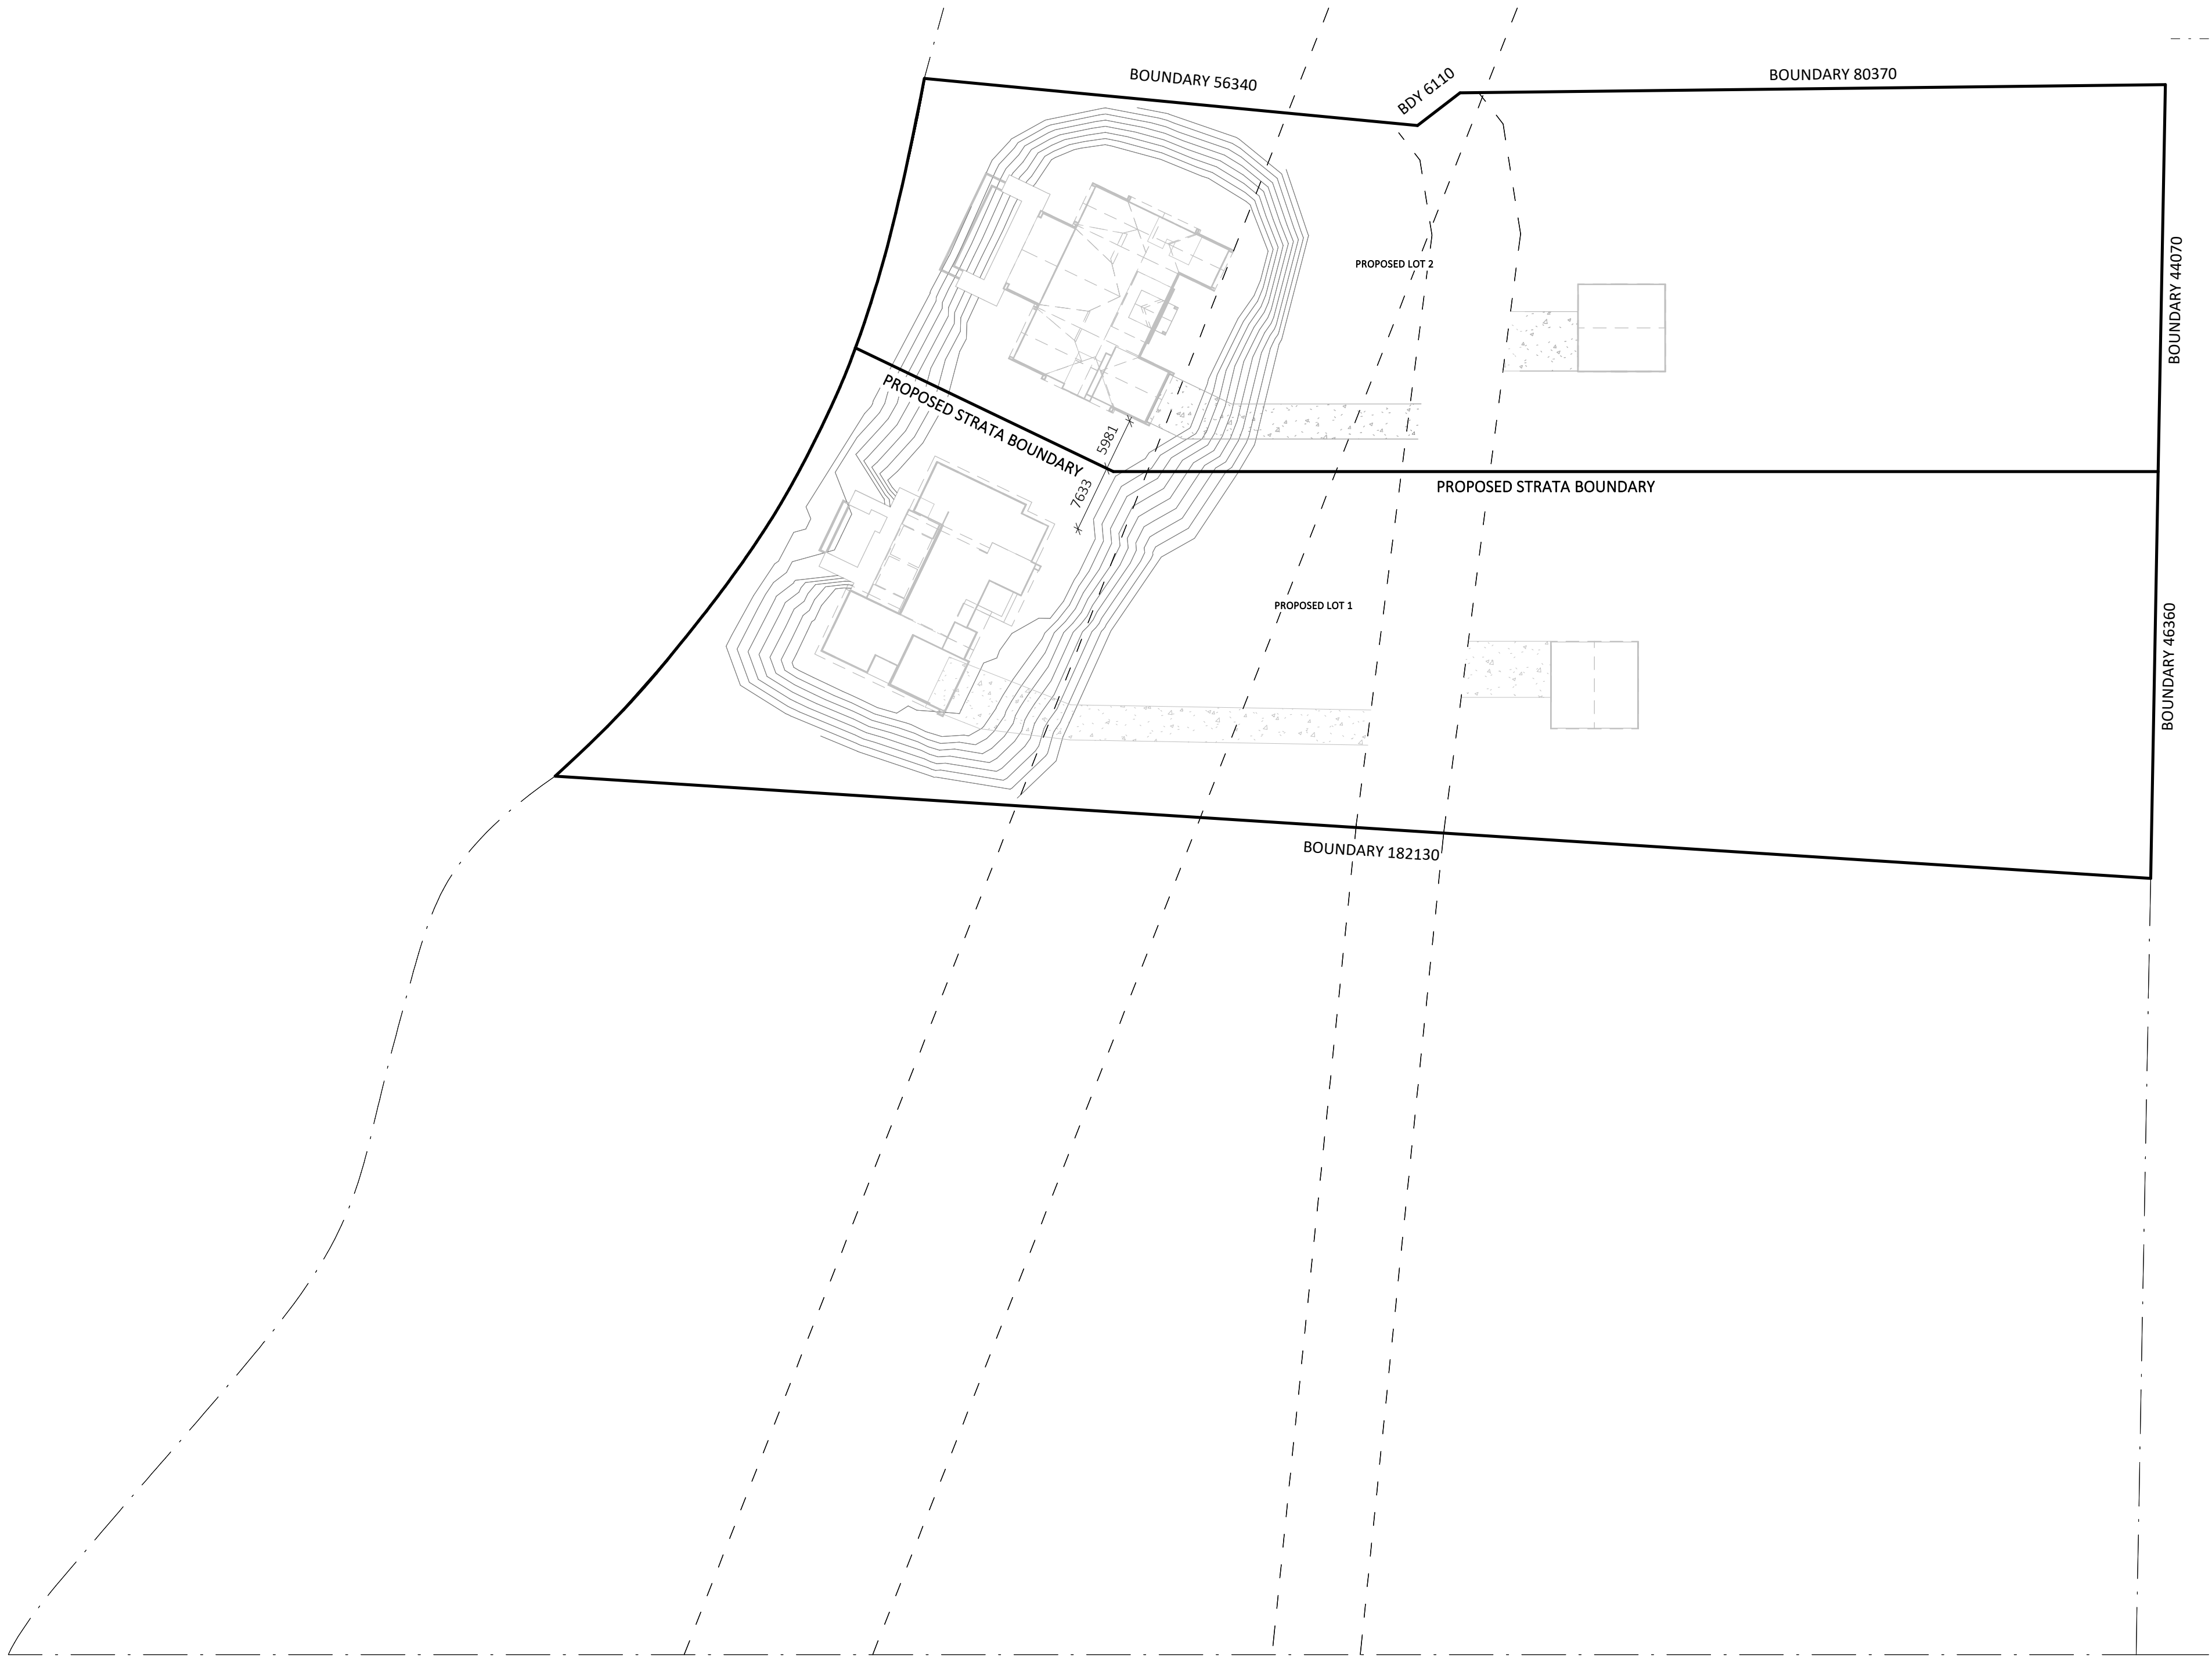 BOUNDARY 56340
BDY 6110
BOUNDARY 80370
BOUNDARY 44070
PROPOSED LOT 2
PROPOSED STRATA BOUNDARY
5981
7633
PROPOSED STRATA BOUNDARY
PROPOSED LOT 1
BOUNDARY 46360
BOUNDARY 182130